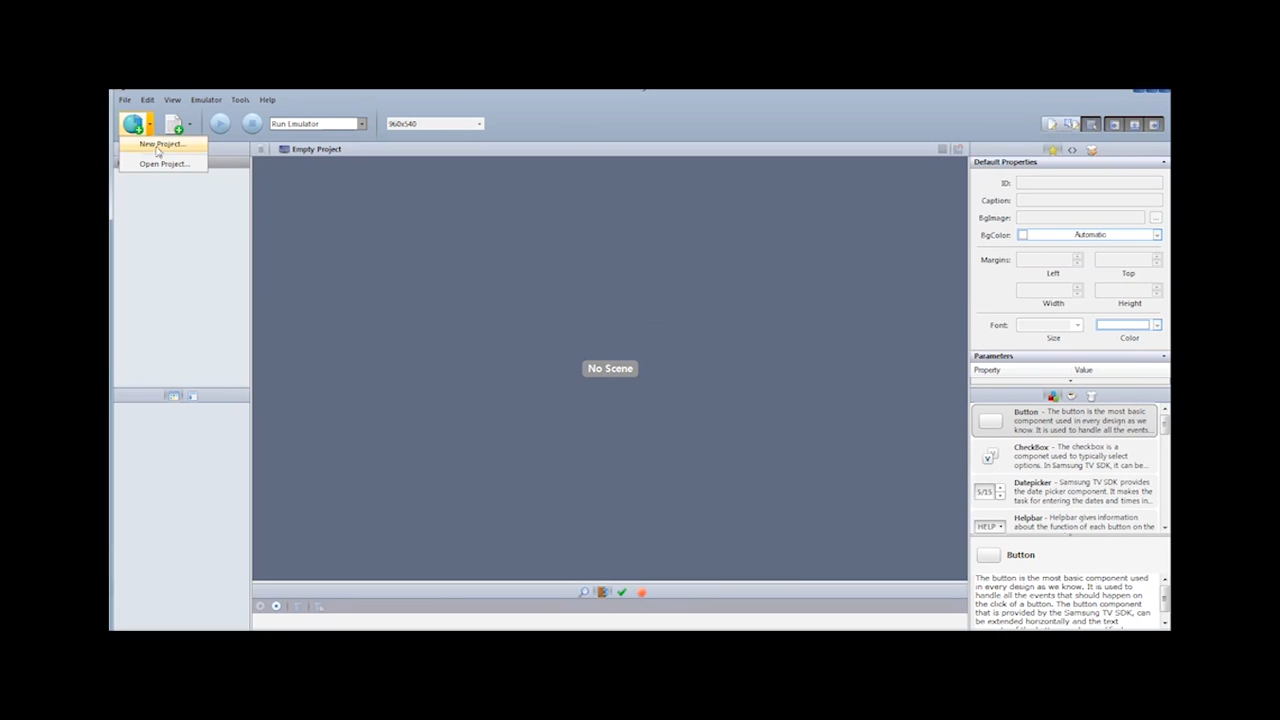 File Edit View Emulator Tools Help
Run Emulator
960x540
New Project...
Open Project...
Empty Project
No Scene
Default Properties
ID:
Caption:
BgImage:
...
BgColor:
Automatic
Margins:
Left
Top
Width
Height
Font:
Size
Color
Parameters
Property
Value
Button - The button is the most basic
component used in every design as we
know. It is used to handle all the events...
CheckBox - The checkbox is a
componet used to typically select
options. In Samsung TV SDK, it can be...
5/15
Datepicker - Samsung TV SDK provides
the date picker component. It makes the
task for entering the dates and times in...
HELP
Helpbar - Helpbar gives information
about the function of each button on the
Button
The button is the most basic component used
in every design as we know. It is used to
handle all the events that should happen on
the click of a button. The button component
that is provided by the Samsung TV SDK, can
be extended horizontally and the text